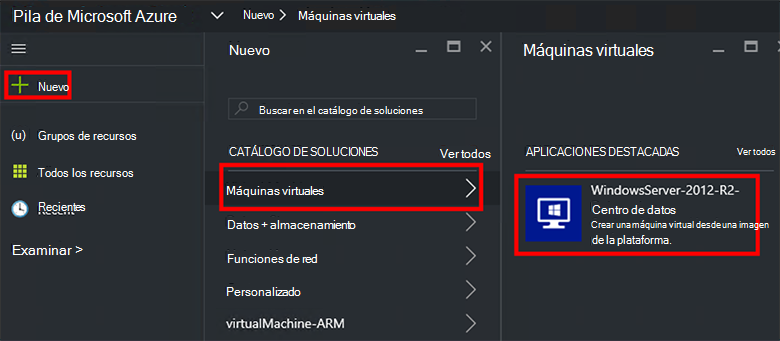 Pila de Microsoft Azure
Nuevo > Máquinas virtuales
Nuevo
Grupos de recursos
Todos los recursos
Recientes
Examinar >
Nuevo
Buscar en el catálogo de soluciones
CATÁLOGO DE SOLUCIONES Ver todos
Máquinas virtuales
Datos + almacenamiento
Funciones de red
Personalizado
virtualMachine-ARM
Máquinas virtuales
APLICACIONES DESTACADAS Ver todos
WindowsServer-2012-R2-
Centro de datos
Crear una máquina virtual desde una imagen
de la plataforma.